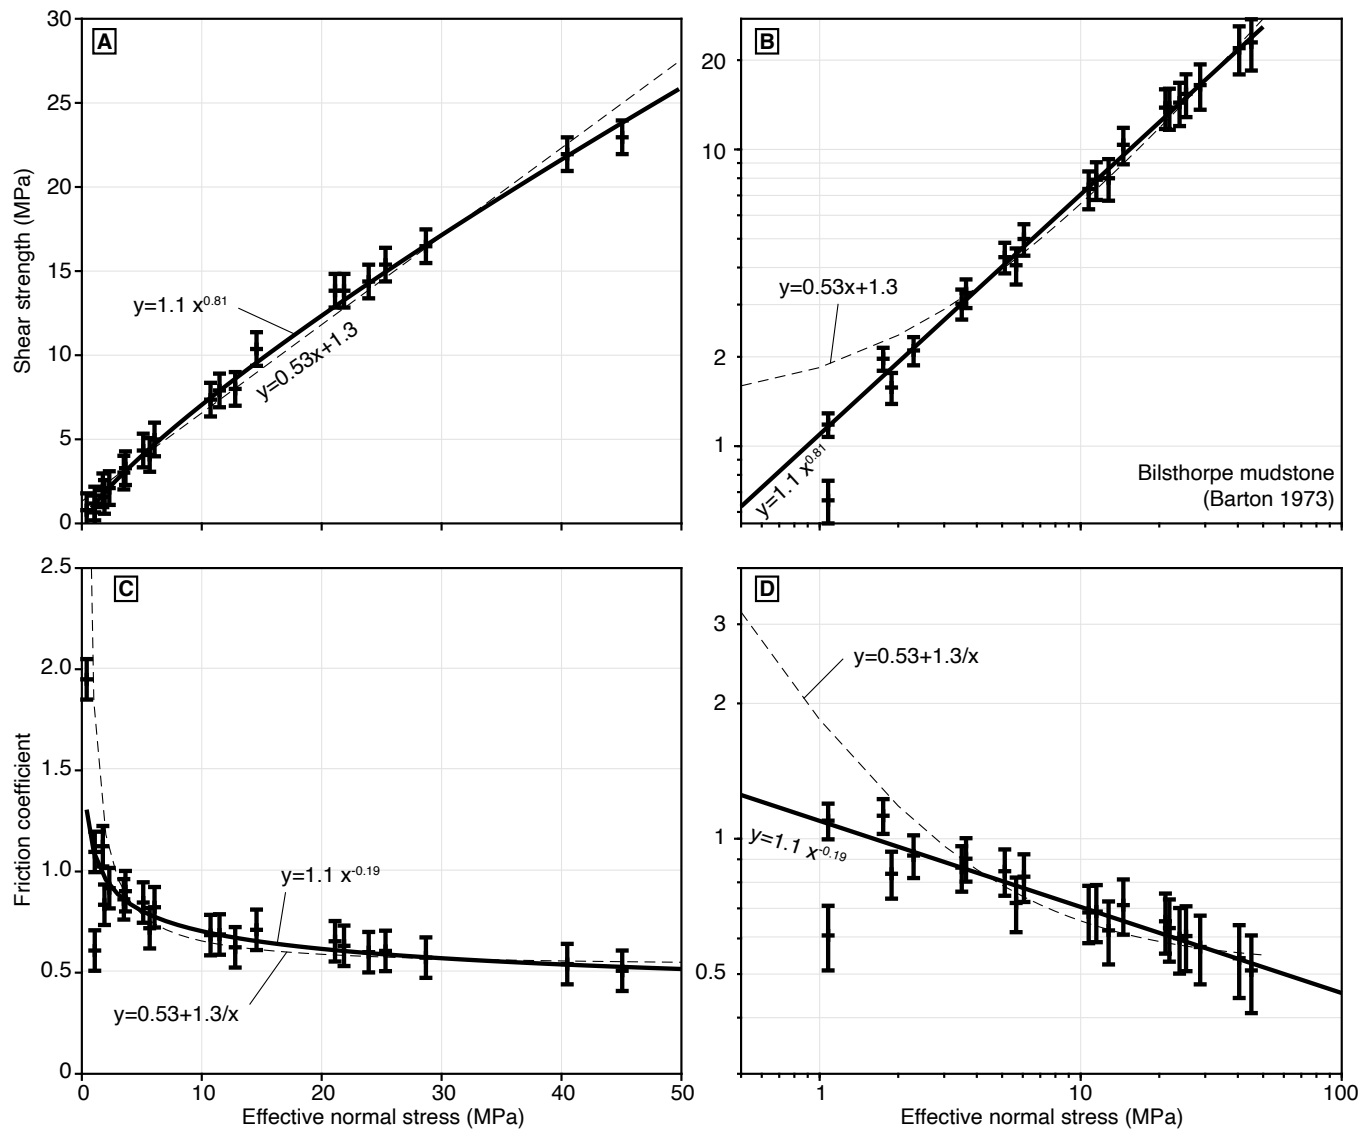 A
30
25
20
15
10
5
0
Shear strength (MPa)
y=1.1 x^0.81
y=0.53x+1.3
B
20
10
2
1
y=0.53x+1.3
y=1.1 x^0.81
Bilsthorpe mudstone
(Barton 1973)
C
2.5
2.0
1.5
1.0
0.5
0
Friction coefficient
y=1.1 x^-0.19
y=0.53+1.3/x
0 10 20 30 40 50
Effective normal stress (MPa)
D
3
2
1
0.5
y=0.53+1.3/x
y=1.1 x^-0.19
1 10 100
Effective normal stress (MPa)